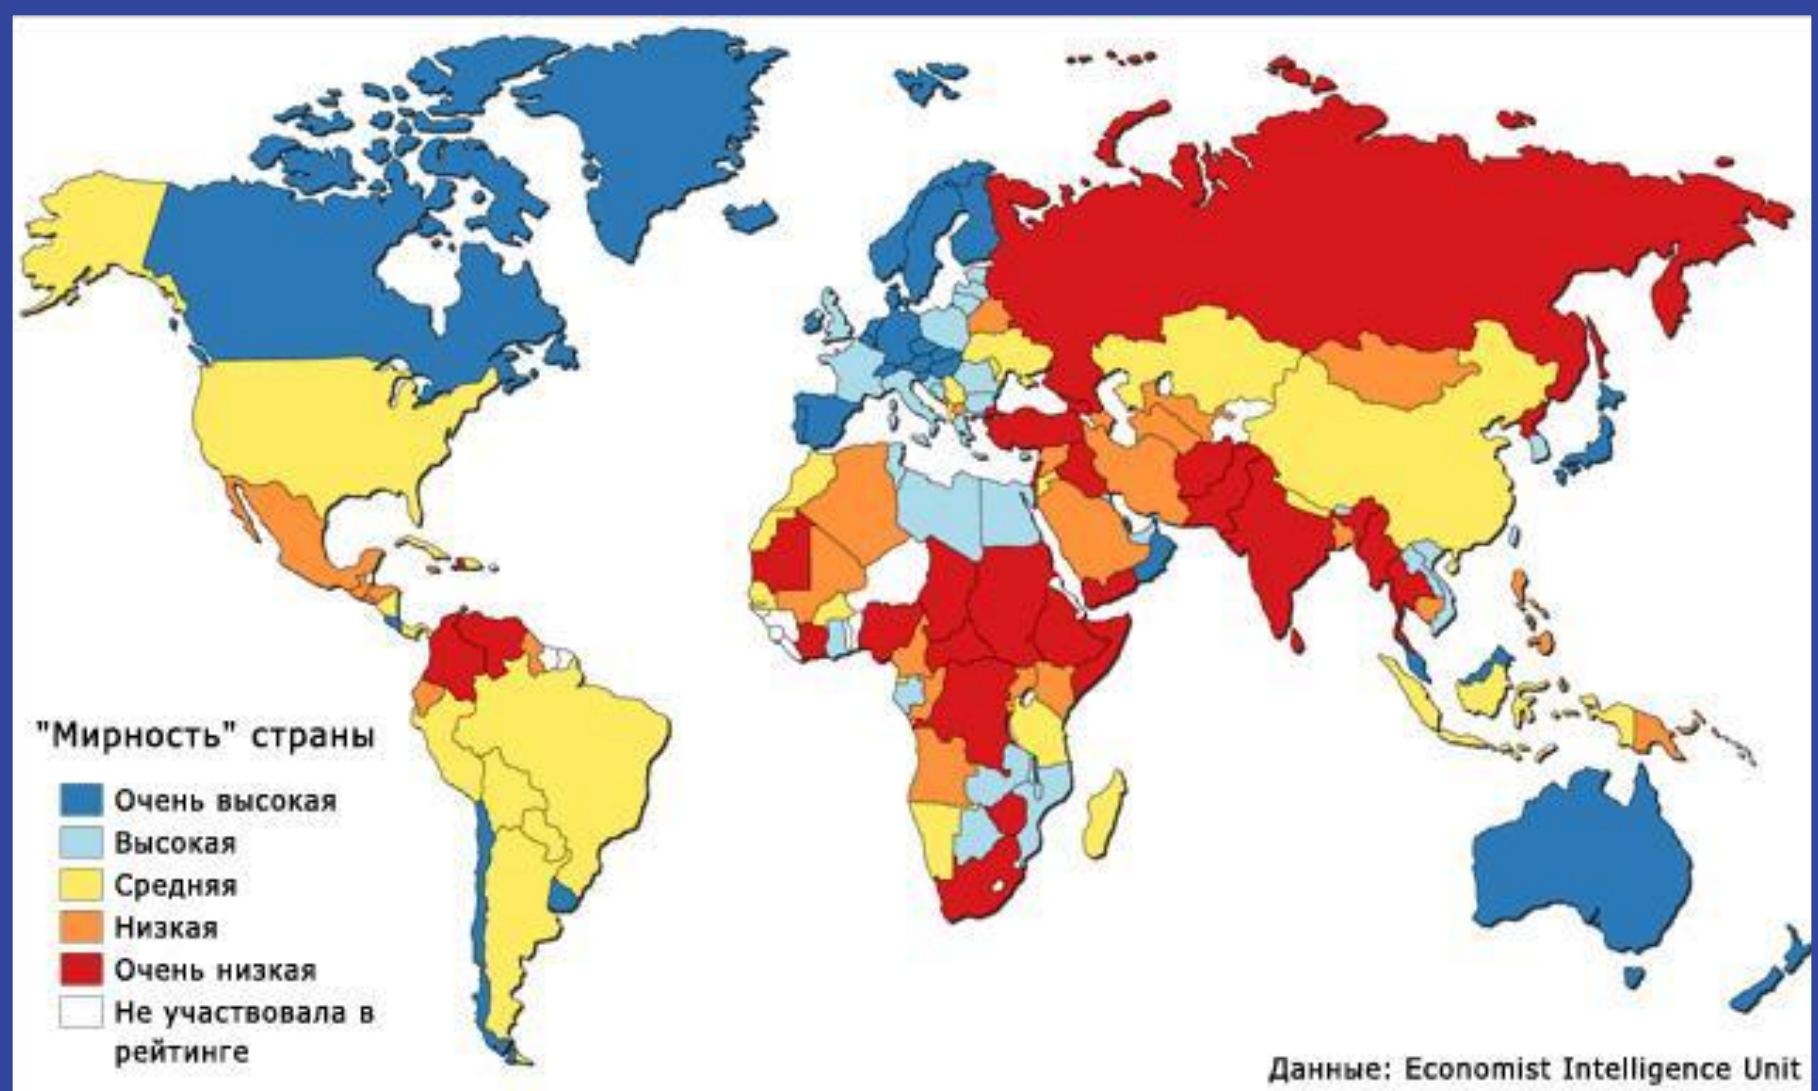 "Мирность" страны
Очень высокая
Высокая
Средняя
Низкая
Очень низкая
Не участвовала в
рейтинге
Данные: Economist Intelligence Unit